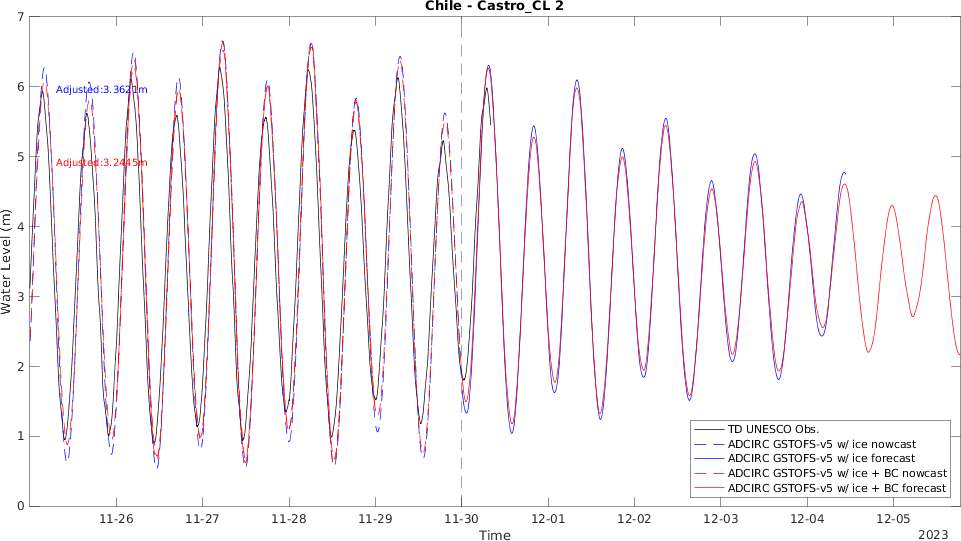 Chile - Castro_CL 2
7
6
5
4
3
2
1
0
Water Level (m)
Adjusted:3.3621m
Adjusted:3.2445m
TD UNESCO Obs.
ADCIRC GSTOFS-v5 w/ ice nowcast
ADCIRC GSTOFS-v5 w/ ice forecast
ADCIRC GSTOFS-v5 w/ ice + BC nowcast
ADCIRC GSTOFS-v5 w/ ice + BC forecast
11-26 11-27 11-28 11-29 11-30 12-01 12-02 12-03 12-04 12-05
Time
2023